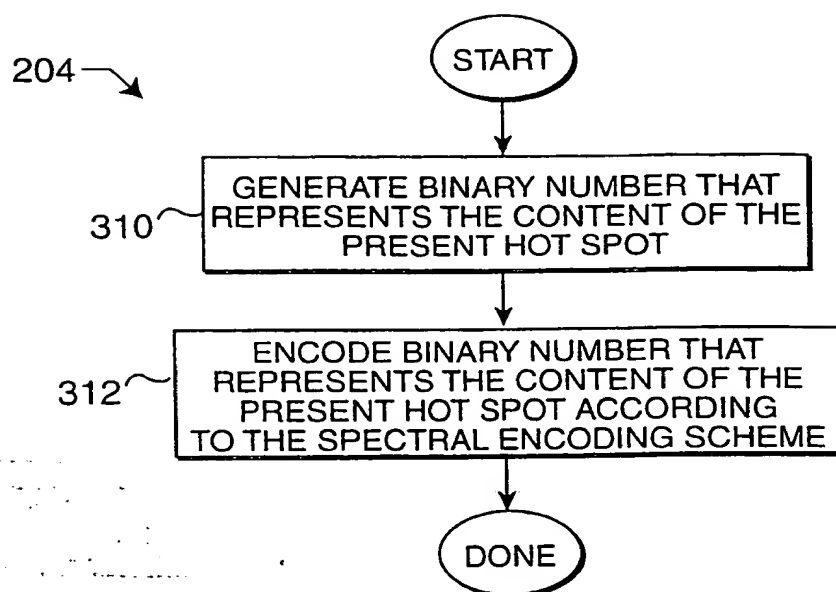 204
START
310
GENERATE BINARY NUMBER THAT
REPRESENTS THE CONTENT OF THE
PRESENT HOT SPOT
312
ENCODE BINARY NUMBER THAT
REPRESENTS THE CONTENT OF THE
PRESENT HOT SPOT ACCORDING
TO THE SPECTRAL ENCODING SCHEME
DONE